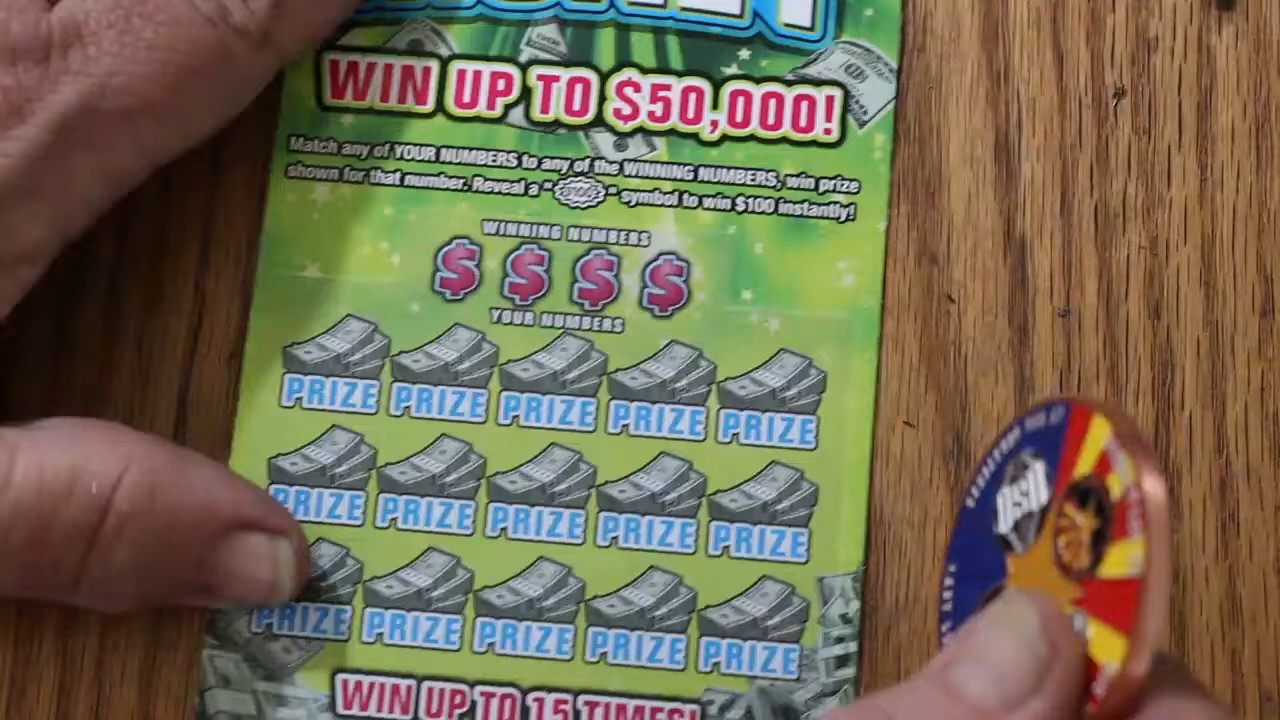 WIN UP TO $50,000!
Match any of YOUR NUMBERS to any of the WINNING NUMBERS, win prize
shown for that number. Reveal a "$100" symbol to win $100 instantly!
WINNING NUMBERS
$ $ $ $
YOUR NUMBERS
PRIZE PRIZE PRIZE PRIZE PRIZE
PRIZE PRIZE PRIZE PRIZE PRIZE
PRIZE PRIZE PRIZE PRIZE PRIZE
WIN UP TO 15 TIMES!